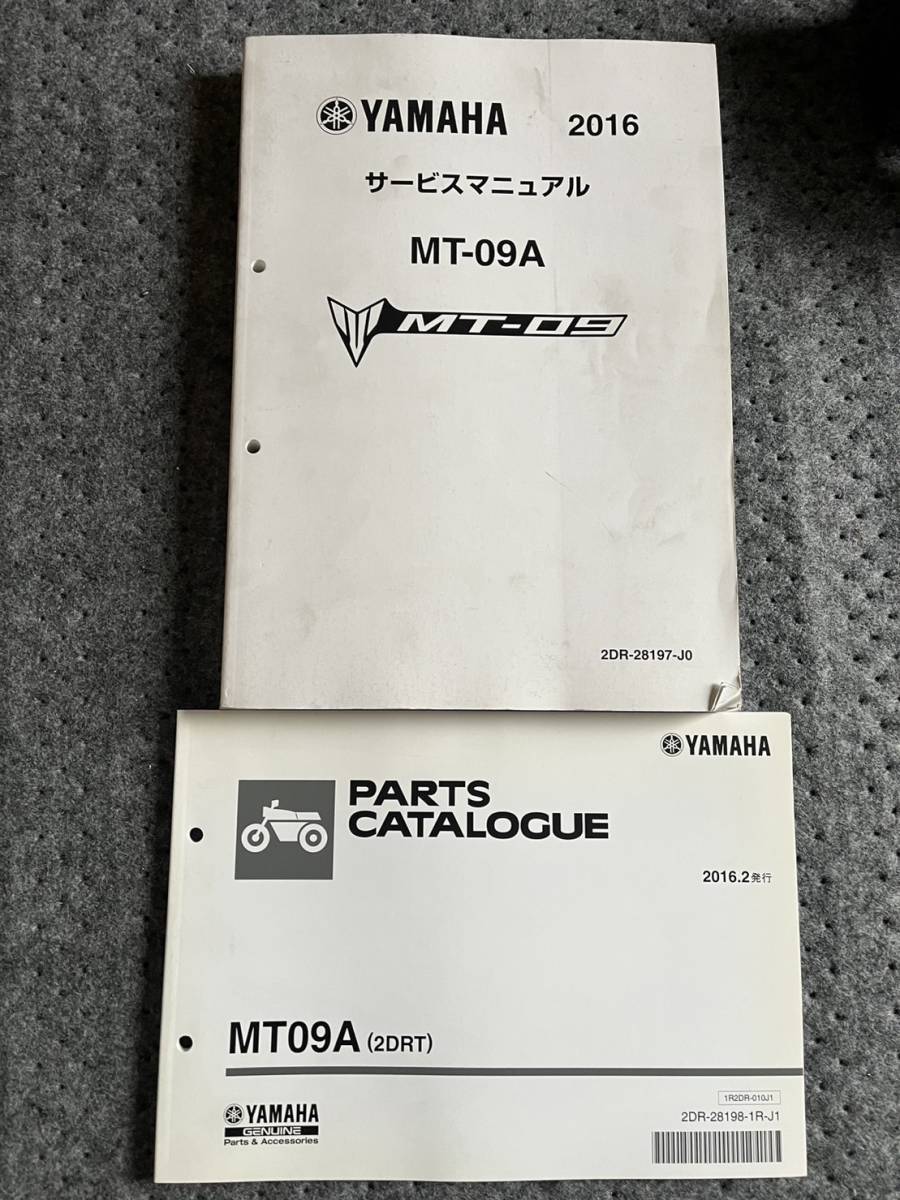 YAMAHA 2016
サービスマニュアル
MT-09A
MT-09
2DR-28197-J0
YAMAHA
PARTS
CATALOGUE
2016.2発行
MT09A (2DRT)
1R2DR-010J1
2DR-28198-1R-J1
YAMAHA
GENUINE
Parts & Accessories